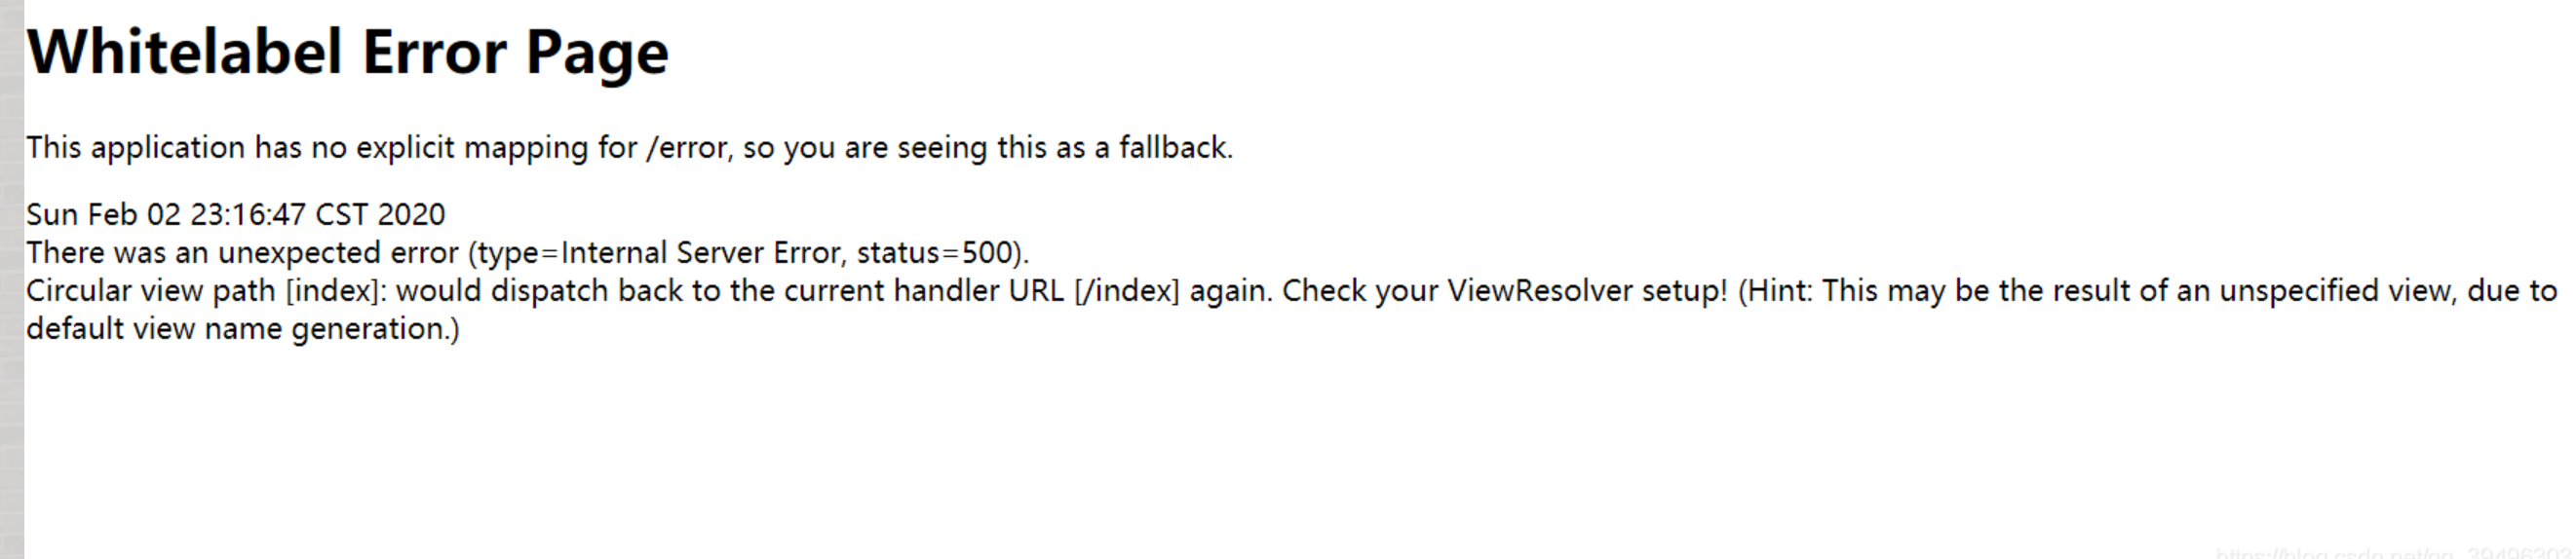 Whitelabel Error Page
This application has no explicit mapping for /error, so you are seeing this as a fallback.
Sun Feb 02 23:16:47 CST 2020
There was an unexpected error (type=Internal Server Error, status=500).
Circular view path [index]: would dispatch back to the current handler URL [/index] again. Check your ViewResolver setup! (Hint: This may be the result of an unspecified view, due to
default view name generation.)
https://blog.csdn.net/qq_39496303